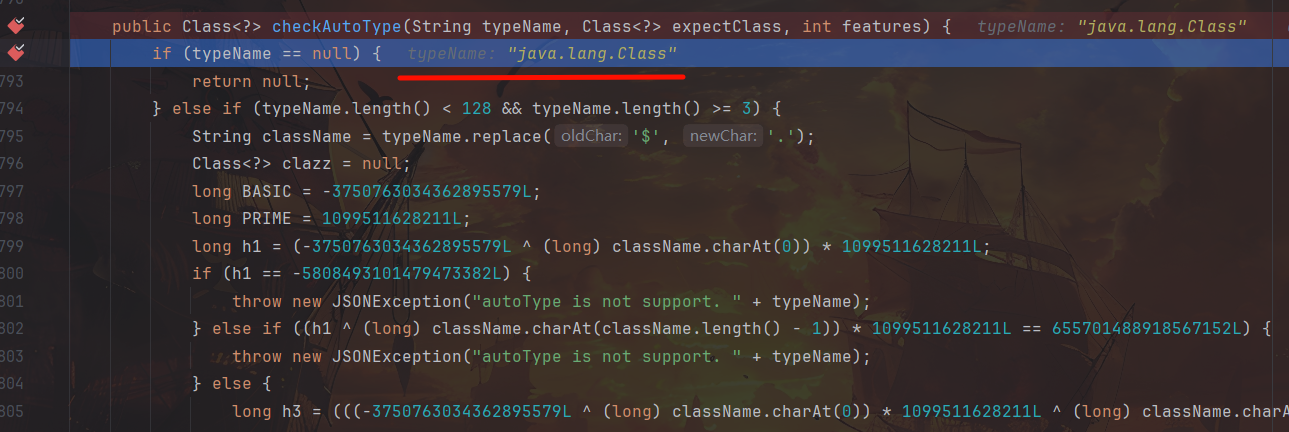 public Class<?> checkAutoType(String typeName, Class<?> expectClass, int features) { typeName: "java.lang.Class"
if (typeName == null) { typeName: "java.lang.Class"
793 return null;
794 } else if (typeName.length() < 128 && typeName.length() >= 3) {
795 String className = typeName.replace( oldChar: '$', newChar: '.');
796 Class<?> clazz = null;
797 long BASIC = -3750763034362895579L;
798 long PRIME = 1099511628211L;
799 long h1 = (-3750763034362895579L ^ (long) className.charAt(0)) * 1099511628211L;
800 if (h1 == -5808493101479473382L) {
801 throw new JSONException("autoType is not support. " + typeName);
802 } else if ((h1 ^ (long) className.charAt(className.length() - 1)) * 1099511628211L == 655701488918567152L) {
803 throw new JSONException("autoType is not support. " + typeName);
804 } else {
805 long h3 = (((-3750763034362895579L ^ (long) className.charAt(0)) * 1099511628211L ^ (long) className.charA